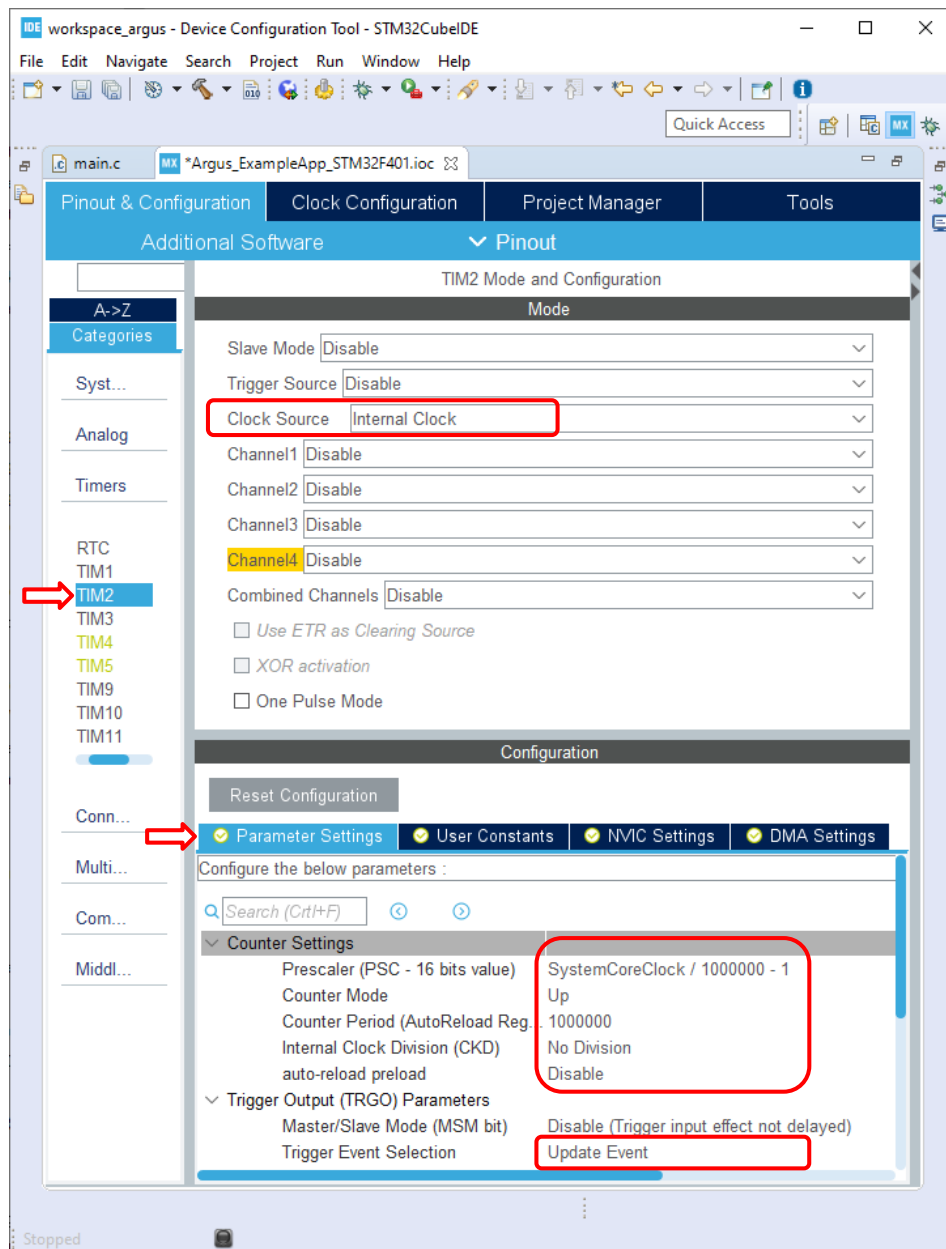 IDE workspace_argus - Device Configuration Tool - STM32CubeIDE
File Edit Navigate Search Project Run Window Help
010
Quick Access
MX
.c main.c
MX *Argus_ExampleApp_STM32F401.ioc
Pinout & Configuration
Clock Configuration
Project Manager
Tools
Additional Software
Pinout
TIM2 Mode and Configuration
A->Z
Categories
Syst...
Analog
Timers
RTC
TIM1
TIM2
TIM3
TIM4
TIM5
TIM9
TIM10
TIM11
Conn...
Multi...
Com...
Middl...
Mode
Slave Mode Disable
Trigger Source Disable
Clock Source Internal Clock
Channel1 Disable
Channel2 Disable
Channel3 Disable
Channel4 Disable
Combined Channels Disable
Use ETR as Clearing Source
XOR activation
One Pulse Mode
Configuration
Reset Configuration
Parameter Settings
User Constants
NVIC Settings
DMA Settings
Configure the below parameters :
Search (Crtl+F)
Counter Settings
Prescaler (PSC - 16 bits value) SystemCoreClock / 1000000 - 1
Counter Mode Up
Counter Period (AutoReload Reg... 1000000
Internal Clock Division (CKD) No Division
auto-reload preload Disable
Trigger Output (TRGO) Parameters
Master/Slave Mode (MSM bit) Disable (Trigger input effect not delayed)
Trigger Event Selection Update Event
Stopped